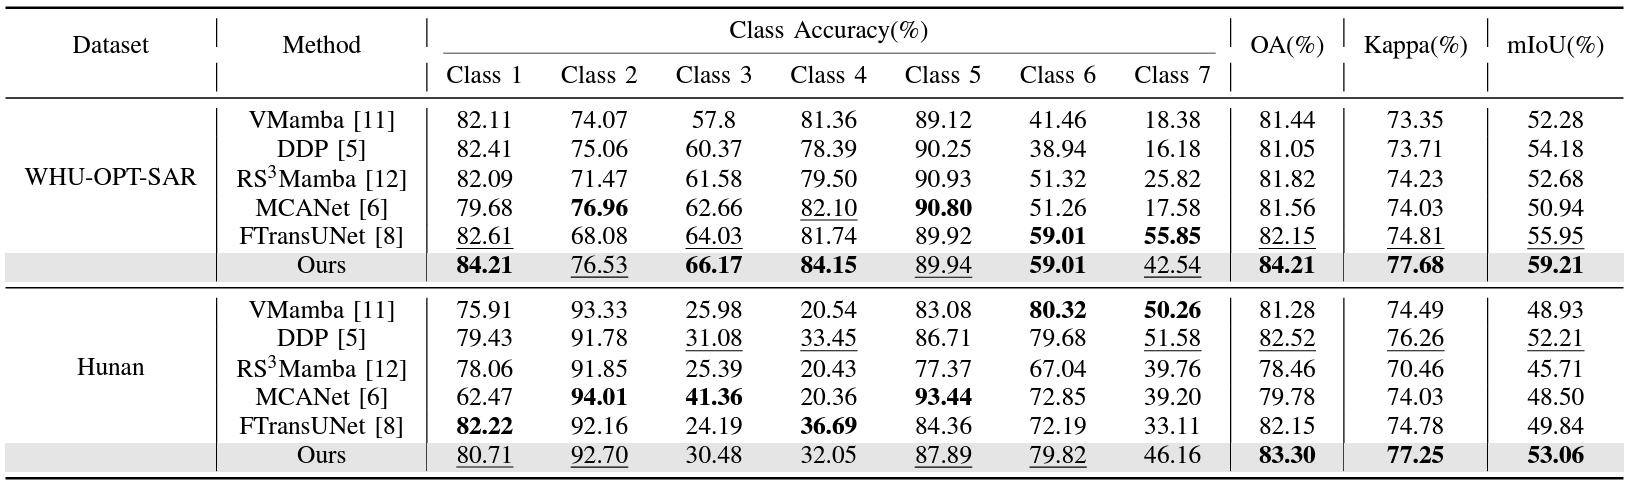 Dataset Method Class Accuracy(%) OA(%) Kappa(%) mIoU(%)
Class 1 Class 2 Class 3 Class 4 Class 5 Class 6 Class 7
WHU-OPT-SAR
VMamba [11] 82.11 74.07 57.8 81.36 89.12 41.46 18.38 81.44 73.35 52.28
DDP [5] 82.41 75.06 60.37 78.39 90.25 38.94 16.18 81.05 73.71 54.18
RS³Mamba [12] 82.09 71.47 61.58 79.50 90.93 51.32 25.82 81.82 74.23 52.68
MCANet [6] 79.68 76.96 62.66 82.10 90.80 51.26 17.58 81.56 74.03 50.94
FTransUNet [8] 82.61 68.08 64.03 81.74 89.92 59.01 55.85 82.15 74.81 55.95
Ours 84.21 76.53 66.17 84.15 89.94 59.01 42.54 84.21 77.68 59.21
Hunan
VMamba [11] 75.91 93.33 25.98 20.54 83.08 80.32 50.26 81.28 74.49 48.93
DDP [5] 79.43 91.78 31.08 33.45 86.71 79.68 51.58 82.52 76.26 52.21
RS³Mamba [12] 78.06 91.85 25.39 20.43 77.37 67.04 39.76 78.46 70.46 45.71
MCANet [6] 62.47 94.01 41.36 20.36 93.44 72.85 39.20 79.78 74.03 48.50
FTransUNet [8] 82.22 92.16 24.19 36.69 84.36 72.19 33.11 82.15 74.78 49.84
Ours 80.71 92.70 30.48 32.05 87.89 79.82 46.16 83.30 77.25 53.06